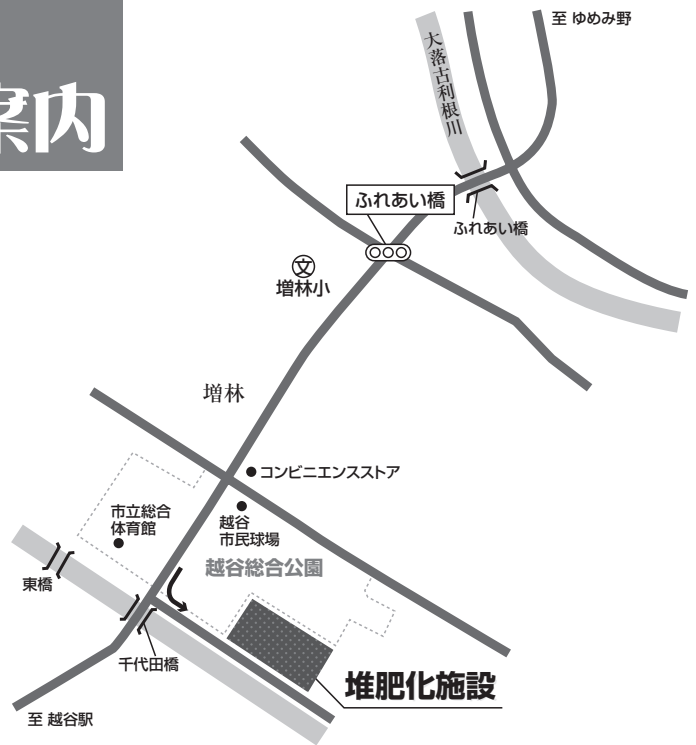 案内
至 ゆめみ野
大落古利根川
ふれあい橋
ふれあい橋
文
増林小
増林
コンビニエンスストア
市立総合
体育館
越谷
市民球場
越谷総合公園
東橋
千代田橋
堆肥化施設
至 越谷駅